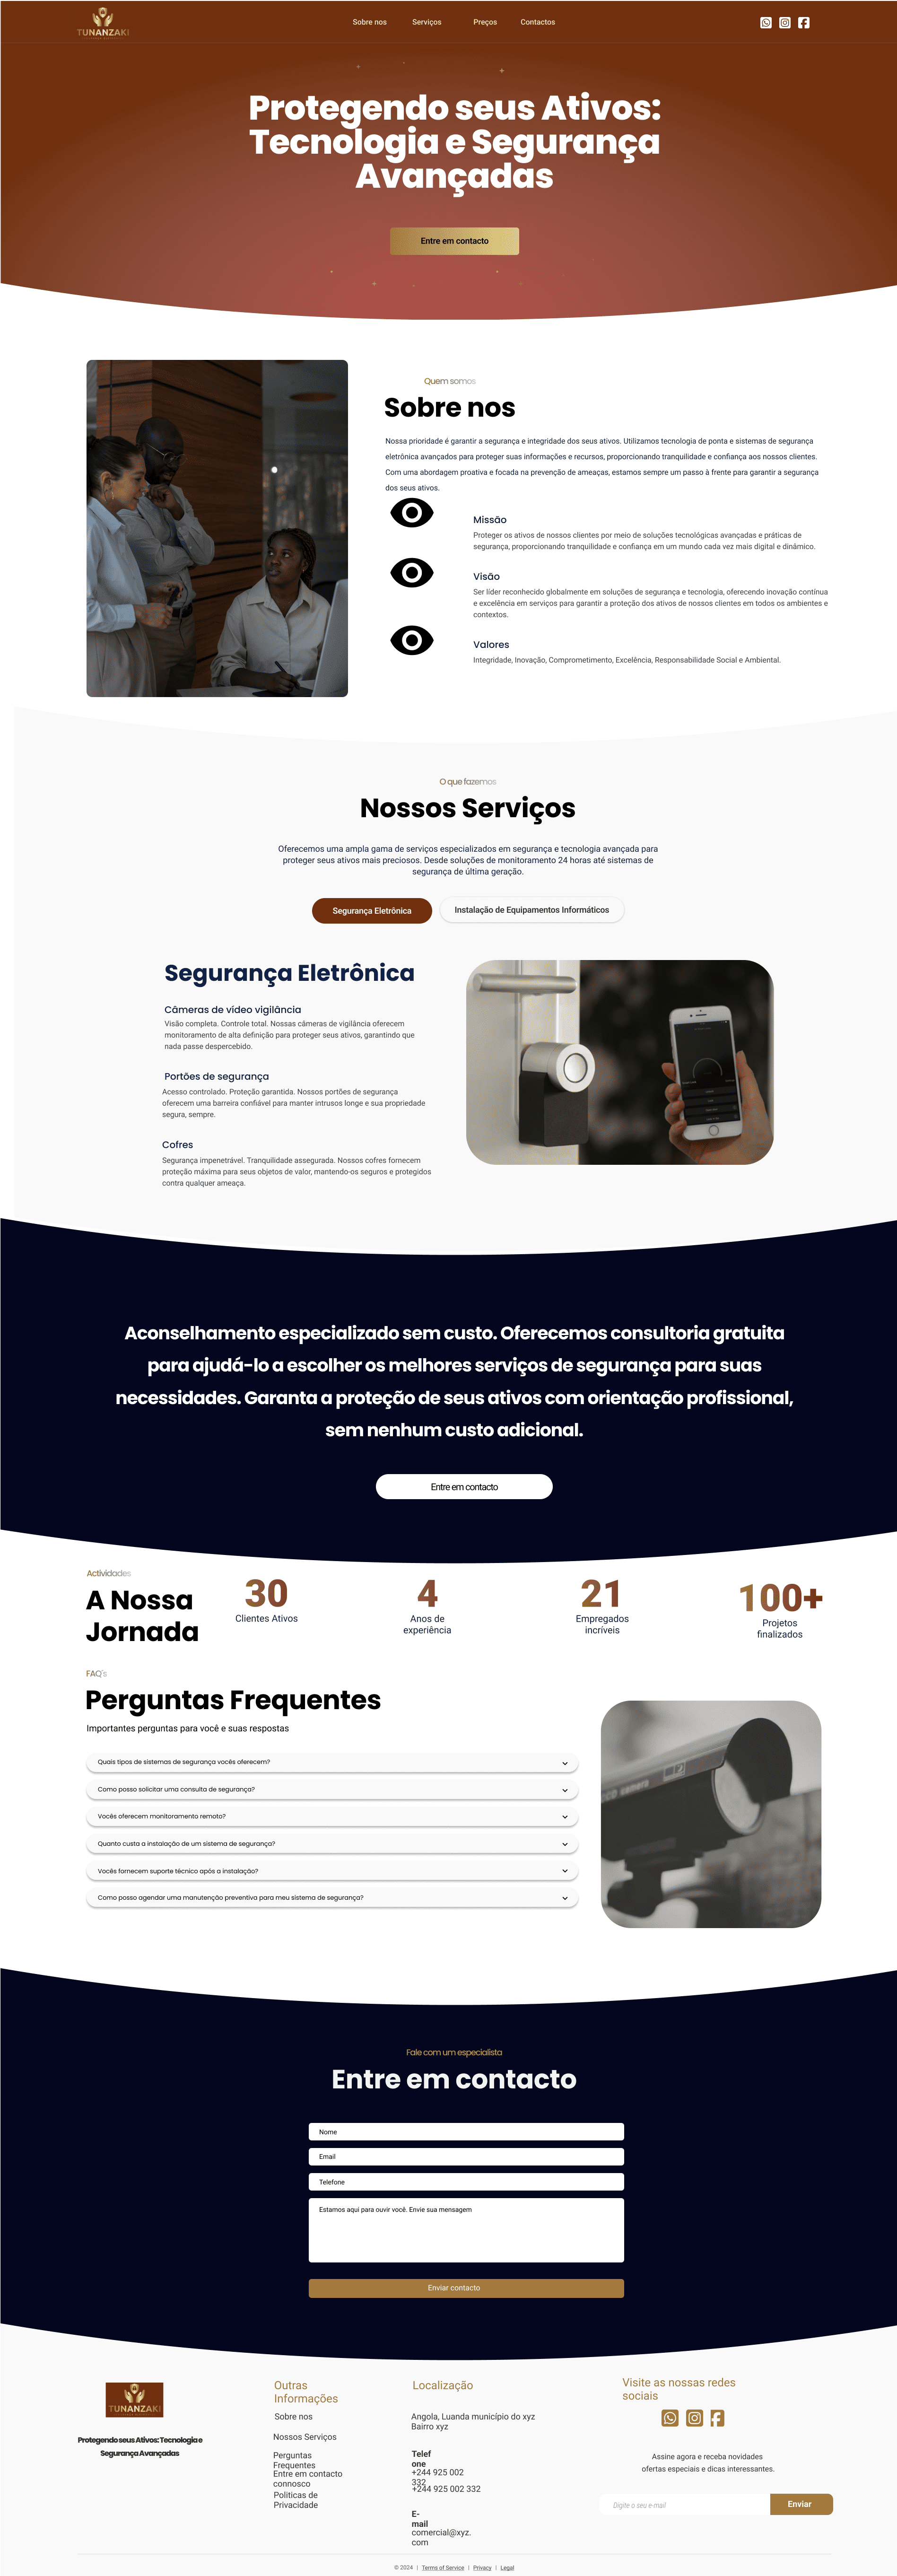 TUNANZAKI
Sobre nos
Serviços
Preços
Contactos
Protegendo seus Ativos:
Tecnologia e Segurança
Avançadas
Entre em contacto
Quem somos
Sobre nos
Nossa prioridade é garantir a segurança e integridade dos seus ativos. Utilizamos tecnologia de ponta e sistemas de segurança
eletrônica avançados para proteger suas informações e recursos, proporcionando tranquilidade e confiança aos nossos clientes.
Com uma abordagem proativa e focada na prevenção de ameaças, estamos sempre um passo à frente para garantir a segurança
dos seus ativos.
Missão
Proteger os ativos de nossos clientes por meio de soluções tecnológicas avançadas e práticas de
segurança, proporcionando tranquilidade e confiança em um mundo cada vez mais digital e dinâmico.
Visão
Ser líder reconhecido globalmente em soluções de segurança e tecnologia, oferecendo inovação contínua
e excelência em serviços para garantir a proteção dos ativos de nossos clientes em todos os ambientes e
contextos.
Valores
Integridade, Inovação, Comprometimento, Excelência, Responsabilidade Social e Ambiental.
O que fazemos
Nossos Serviços
Oferecemos uma ampla gama de serviços especializados em segurança e tecnologia avançada para
proteger seus ativos mais preciosos. Desde soluções de monitoramento 24 horas até sistemas de
segurança de última geração.
Segurança Eletrônica
Instalação de Equipamentos Informáticos
Segurança Eletrônica
Câmeras de vídeo vigilância
Visão completa. Controle total. Nossas câmeras de vigilância oferecem
monitoramento de alta definição para proteger seus ativos, garantindo que
nada passe despercebido.
Portões de segurança
Acesso controlado. Proteção garantida. Nossos portões de segurança
oferecem uma barreira confiável para manter intrusos longe e sua propriedade
segura, sempre.
Cofres
Segurança impenetrável. Tranquilidade assegurada. Nossos cofres fornecem
proteção máxima para seus objetos de valor, mantendo-os seguros e protegidos
contra qualquer ameaça.
Aconselhamento especializado sem custo. Oferecemos consultoria gratuita
para ajudá-lo a escolher os melhores serviços de segurança para suas
necessidades. Garanta a proteção de seus ativos com orientação profissional,
sem nenhum custo adicional.
Entre em contacto
Actividades
A Nossa
Jornada
30
Clientes Ativos
4
Anos de
experiência
21
Empregados
incríveis
100+
Projetos
finalizados
FAQ's
Perguntas Frequentes
Importantes perguntas para você e suas respostas
Quais tipos de sistemas de segurança vocês oferecem?
Como posso solicitar uma consulta de segurança?
Vocês oferecem monitoramento remoto?
Quanto custa a instalação de um sistema de segurança?
Vocês fornecem suporte técnico após a instalação?
Como posso agendar uma manutenção preventiva para meu sistema de segurança?
camera
Fale com um especialista
Entre em contacto
Nome
Email
Telefone
Estamos aqui para ouvir você. Envie sua mensagem
Enviar contacto
TUNANZAKI
Protegendo seus Ativos: Tecnologia e
Segurança Avançadas
Outras
Informações
Sobre nos
Nossos Serviços
Perguntas
Frequentes
Entre em contacto
connosco
Politicas de
Privacidade
Localização
Angola, Luanda município do xyz
Bairro xyz
Telef
one
+244 925 002
332
+244 925 002 332
E-
mail
comercial@xyz.
com
Visite as nossas redes
sociais
Assine agora e receba novidades
ofertas especiais e dicas interessantes.
Digite o seu e-mail
Enviar
© 2024 | Terms of Service | Privacy | Legal